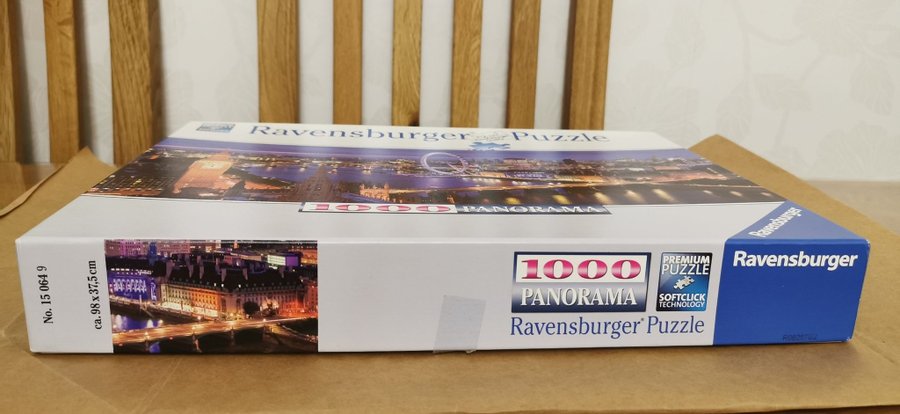 Ravensburger Puzzle
1000 PANORAMA
Ravensburger
No. 15 064 9
ca. 98 x 37,5 cm
1000
PANORAMA
Ravensburger® Puzzle
PREMIUM
PUZZLE
SOFTCLICK
TECHNOLOGY
Ravensburger